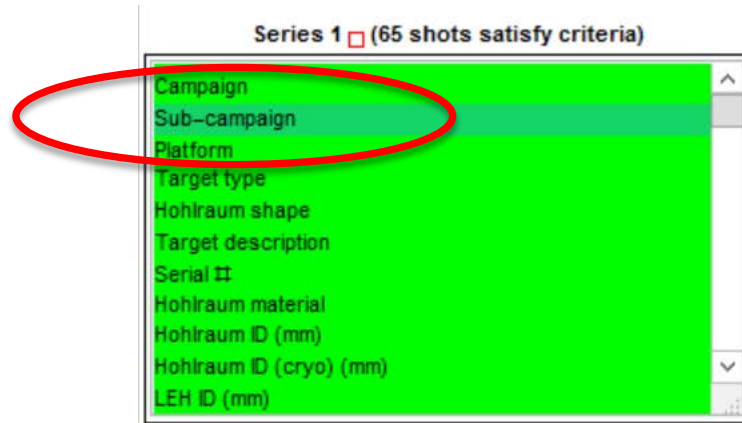 Series 1 (65 shots satisfy criteria)
Campaign
Sub-campaign
Platform
Target type
Hohlraum shape
Target description
Serial #
Hohlraum material
Hohlraum ID (mm)
Hohlraum ID (cryo) (mm)
LEH ID (mm)